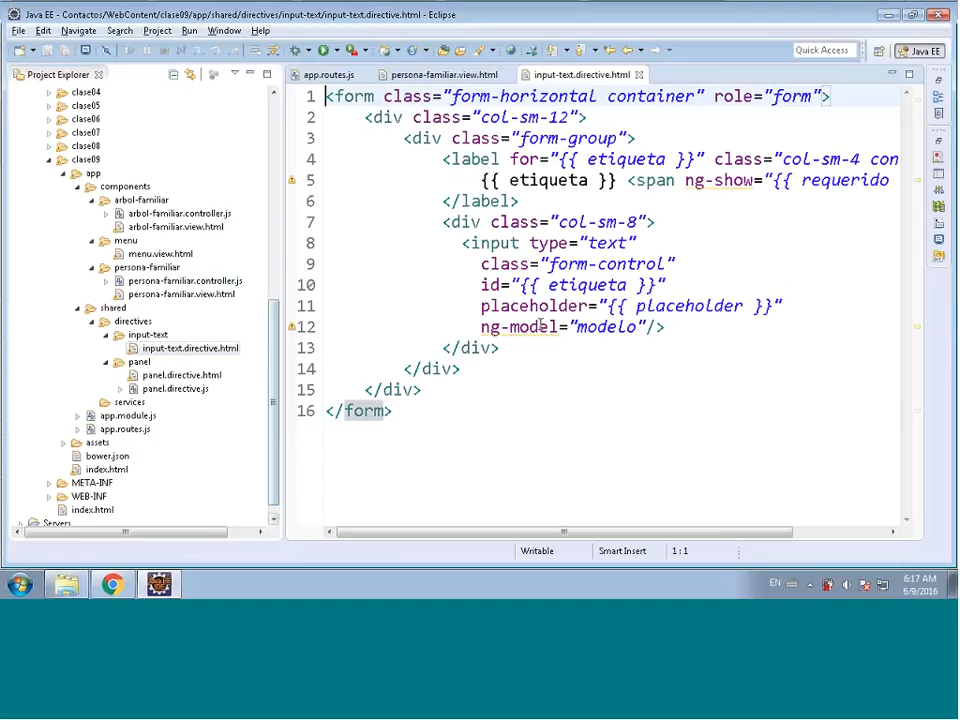 Java EE - Contactos/WebContent/clase09/app/shared/directives/input-text/input-text.directive.html - Eclipse
File Edit Navigate Search Project Run Window Help
Quick Access
Java EE
Project Explorer
clase04
clase05
clase06
clase07
clase08
clase09
app
components
arbol-familiar
arbol-familiar.controller.js
arbol-familiar.view.html
menu
menu.view.html
persona-familiar
persona-familiar.controller.js
persona-familiar.view.html
shared
directives
input-text
input-text.directive.html
panel
panel.directive.html
panel.directive.js
services
app.module.js
app.routes.js
assets
bower.json
index.html
META-INF
WEB-INF
index.html
Servers
app.routes.js persona-familiar.view.html input-text.directive.html
1 <form class="form-horizontal container" role="form">
2 <div class="col-sm-12">
3 <div class="form-group">
4 <label for="{{ etiqueta }}" class="col-sm-4 con
5 {{ etiqueta }} <span ng-show="{{ requerido
6 </label>
7 <div class="col-sm-8">
8 <input type="text"
9 class="form-control"
10 id="{{ etiqueta }}"
11 placeholder="{{ placeholder }}"
12 ng-model="modelo"/>
13 </div>
14 </div>
15 </div>
16 </form>
Writable Smart Insert 1 : 1
EN
6:17 AM
6/9/2016